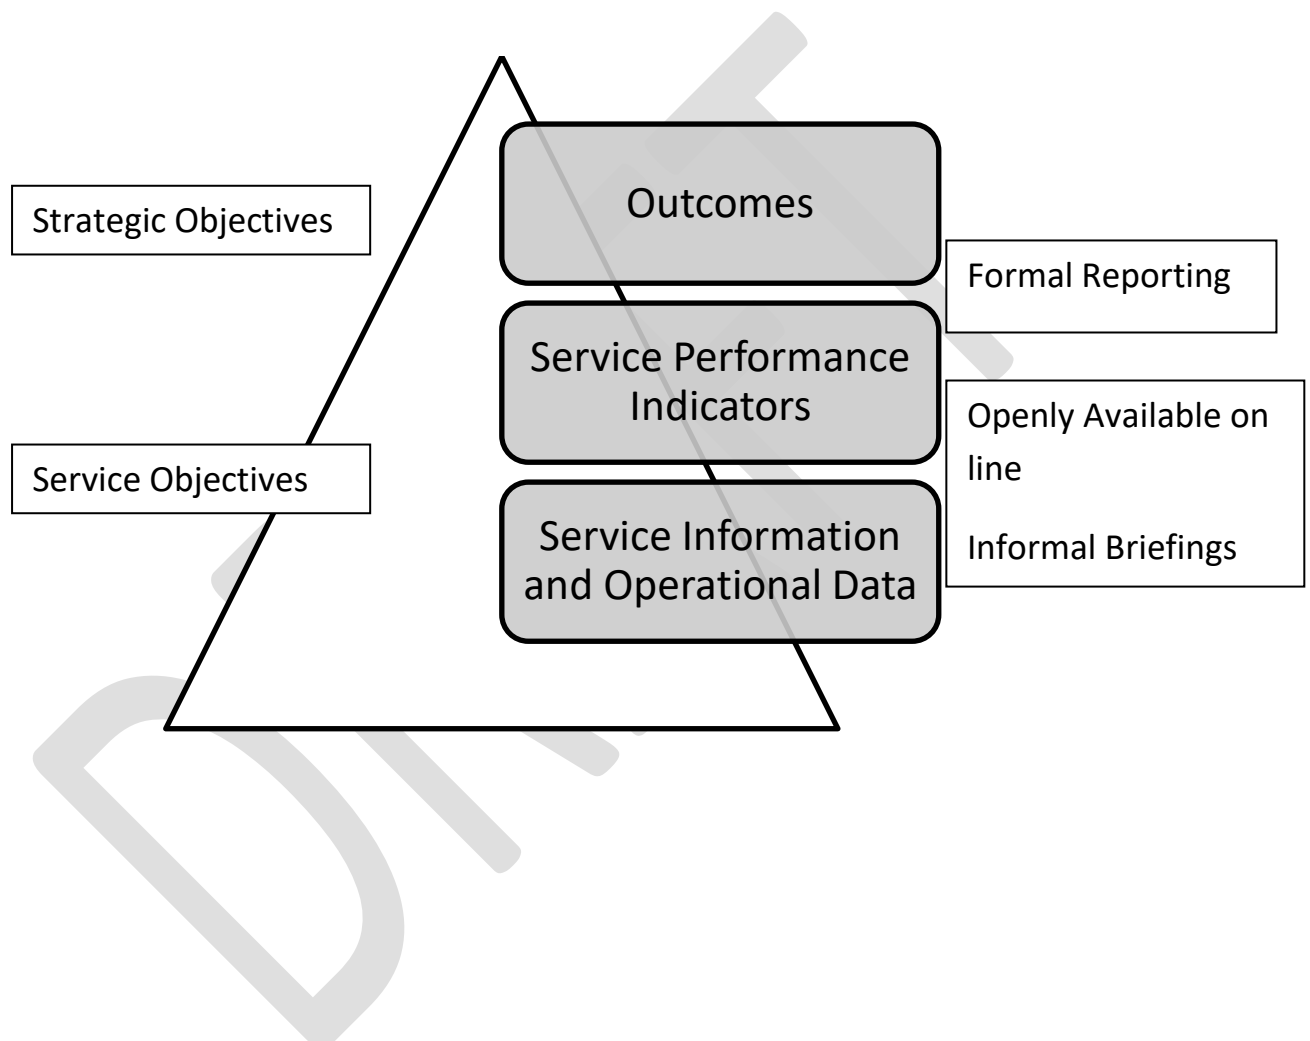 Strategic Objectives
Outcomes
Formal Reporting
Service Performance
Indicators
Openly Available on
line
Service Objectives
Service Information
and Operational Data
Informal Briefings
DRAFT